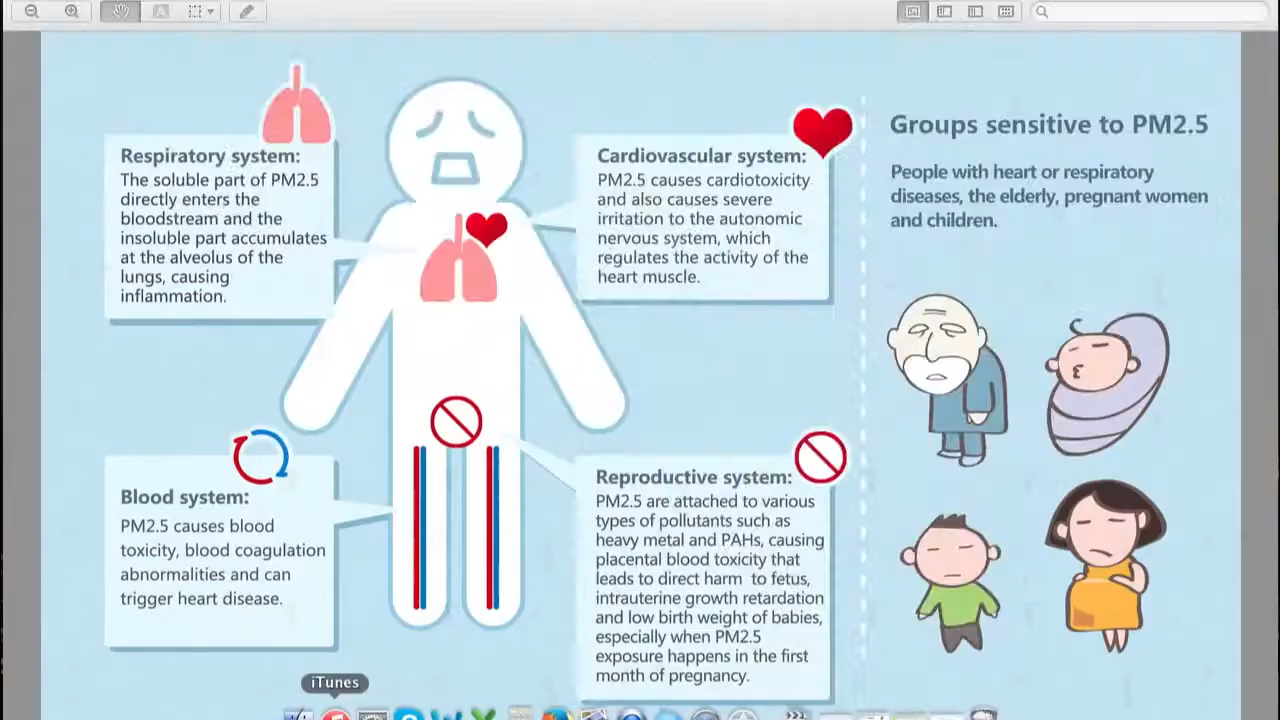 Respiratory system:
The soluble part of PM2.5
directly enters the
bloodstream and the
insoluble part accumulates
at the alveolus of the
lungs, causing
inflammation.
Cardiovascular system:
PM2.5 causes cardiotoxicity
and also causes severe
irritation to the autonomic
nervous system, which
regulates the activity of the
heart muscle.
Blood system:
PM2.5 causes blood
toxicity, blood coagulation
abnormalities and can
trigger heart disease.
Reproductive system:
PM2.5 are attached to various
types of pollutants such as
heavy metal and PAHs, causing
placental blood toxicity that
leads to direct harm to fetus,
intrauterine growth retardation
and low birth weight of babies,
especially when PM2.5
exposure happens in the first
month of pregnancy.
Groups sensitive to PM2.5
People with heart or respiratory
diseases, the elderly, pregnant women
and children.
iTunes